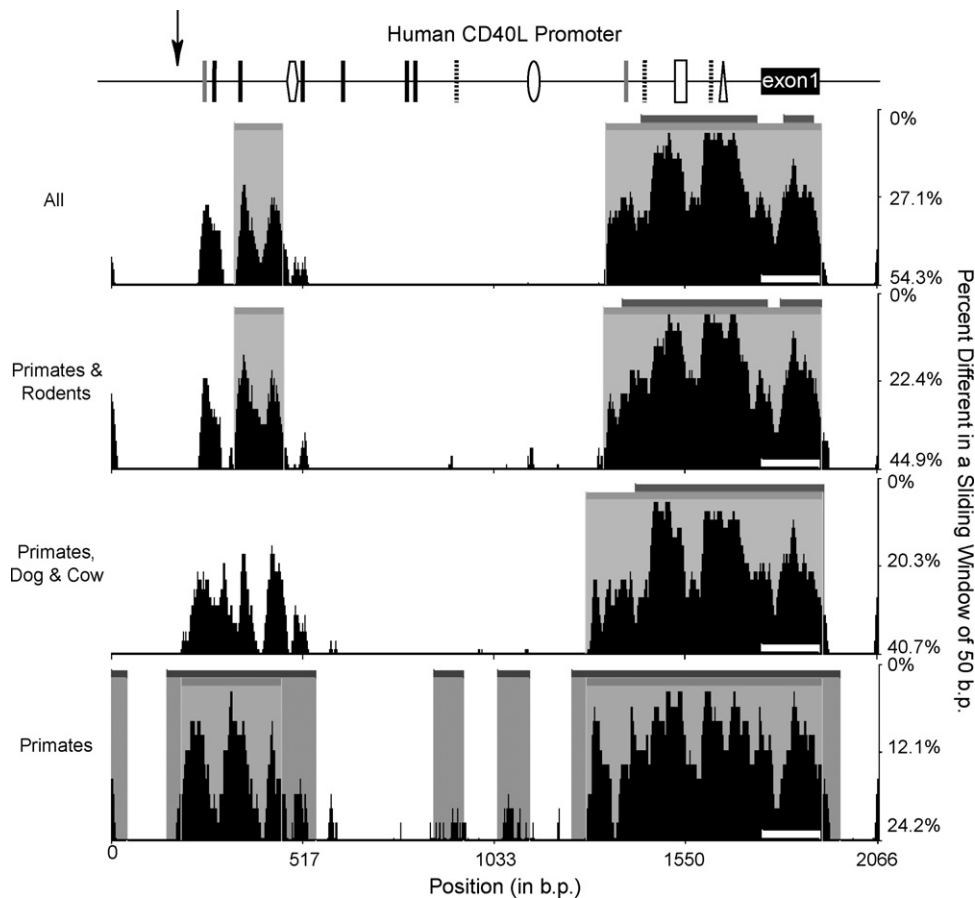 Human CD40L Promoter
exon1
All
0%
27.1%
54.3%
Primates &
Rodents
0%
22.4%
44.9%
Primates,
Dog & Cow
0%
20.3%
40.7%
Primates
0%
12.1%
24.2%
Percent Different in a Sliding Window of 50 b.p.
0
517
1033
1550
2066
Position (in b.p.)